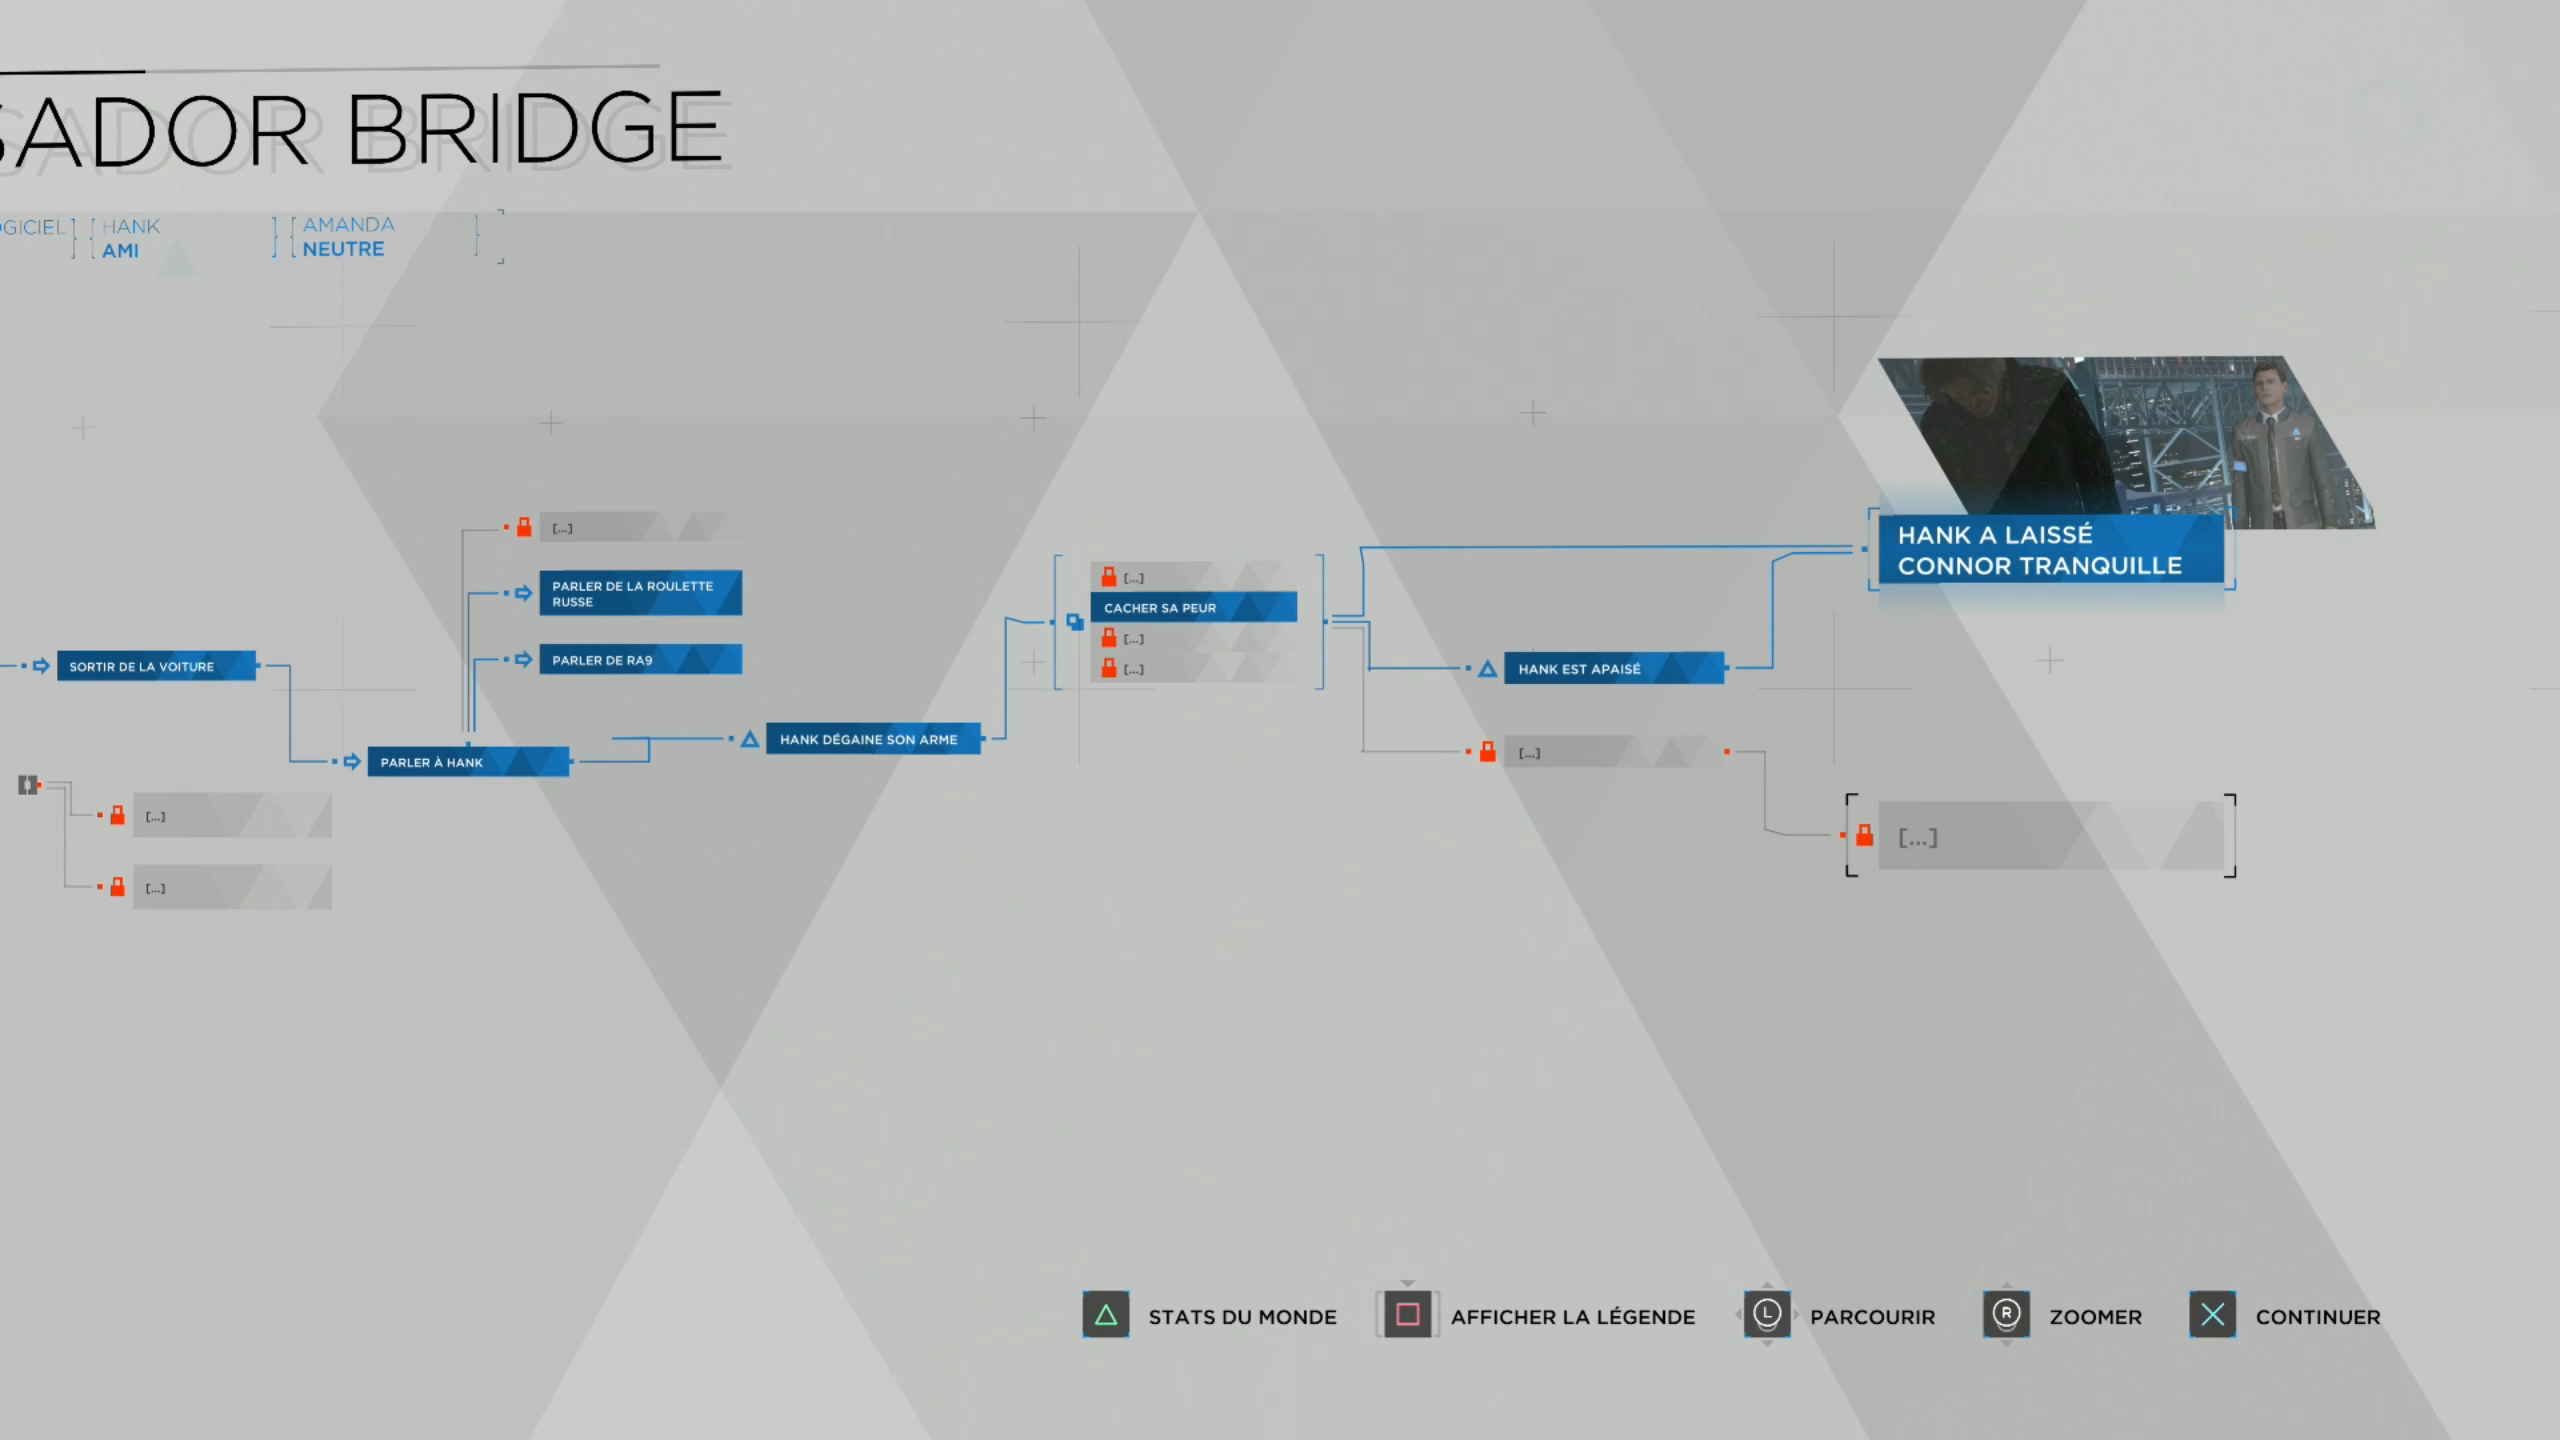 SADOR BRIDGE
OGICIEL
HANK
AMI
AMANDA
NEUTRE
[...]
PARLER DE LA ROULETTE
RUSSE
PARLER DE RA9
SORTIR DE LA VOITURE
PARLER À HANK
HANK DÉGAINE SON ARME
[...]
[...]
[...]
CACHER SA PEUR
[...]
[...]
HANK EST APAISÉ
[...]
HANK A LAISSÉ
CONNOR TRANQUILLE
[...]
STATS DU MONDE
AFFICHER LA LÉGENDE
L
PARCOURIR
R
ZOOMER
CONTINUER